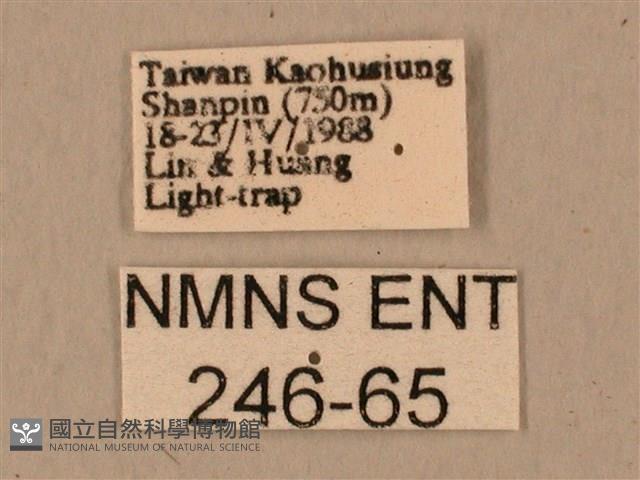 Taiwan Kaohusiung
Shanpin (750m)
18-23/IV/1988
Lin & Huang
Light-trap
NMNS ENT
246-65
國立自然科學博物館
NATIONAL MUSEUM OF NATURAL SCIENCE